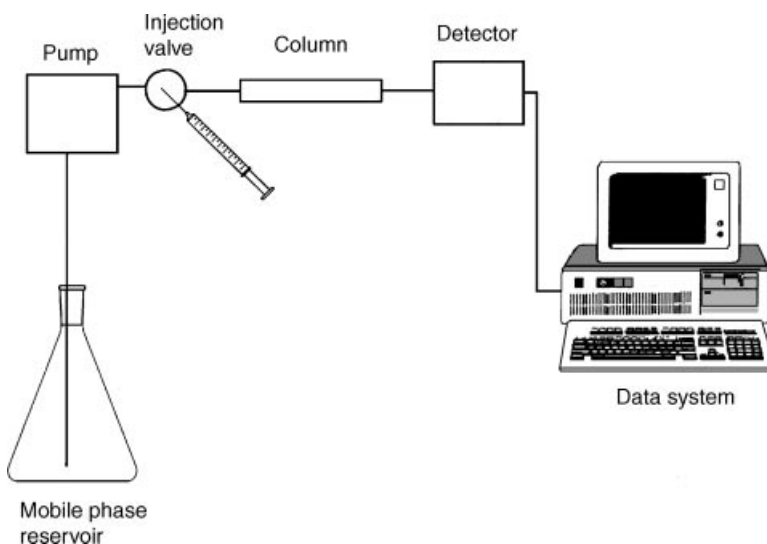 Injection
valve
Pump
Column
Detector
Data system
Mobile phase
reservoir